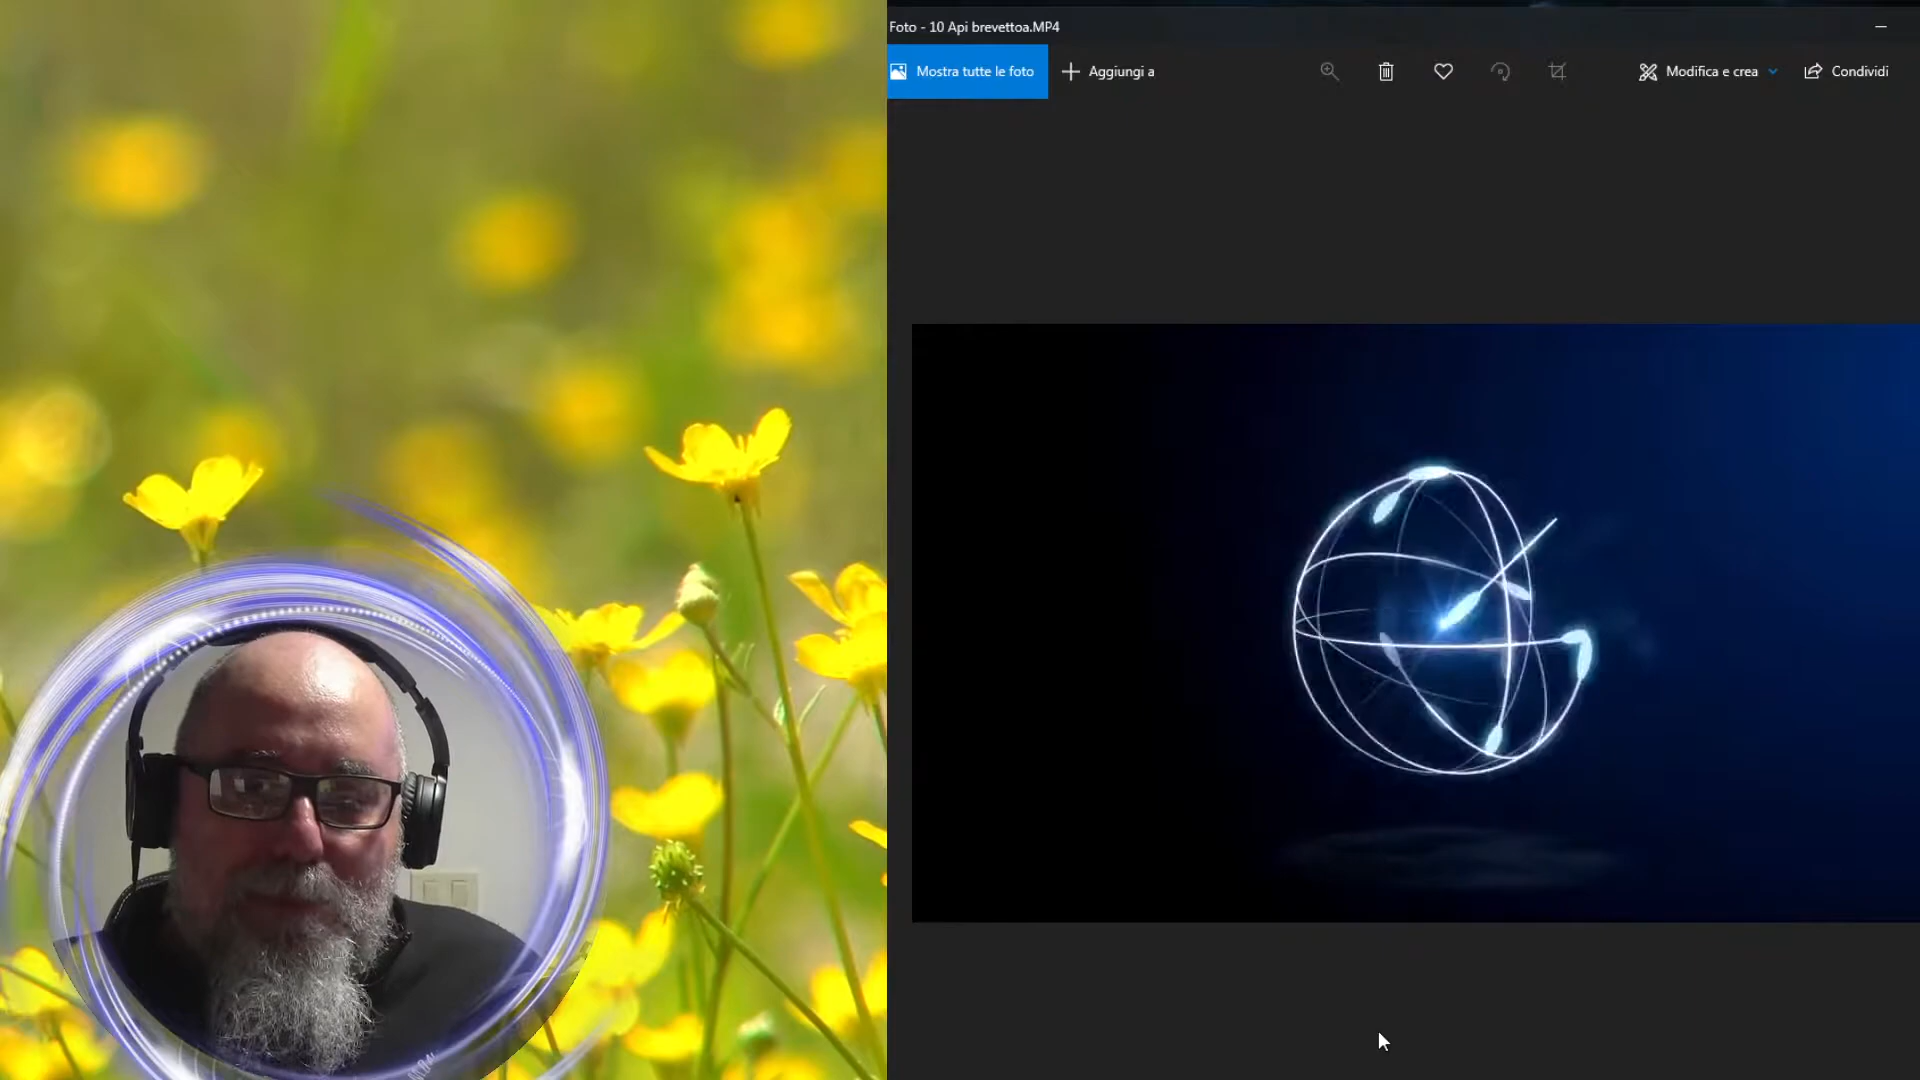 Foto - 10 Api brevettoa.MP4
Mostra tutte le foto
Aggiungi a
Modifica e crea
Condividi